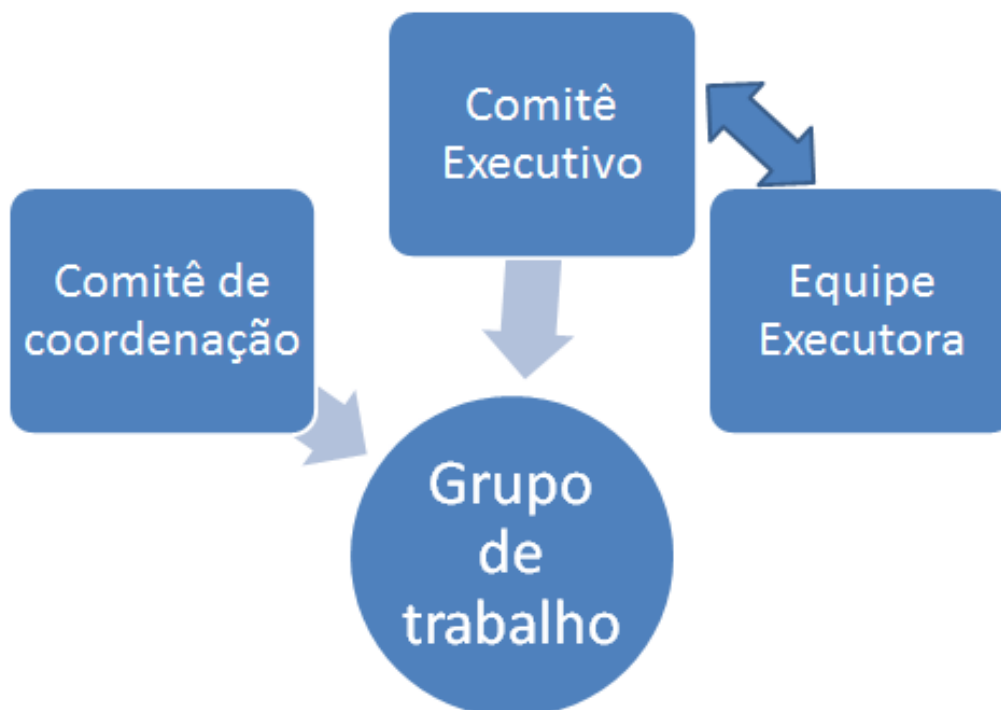 Comitê
Executivo
Comitê de
coordenação
Equipe
Executora
Grupo
de
trabalho